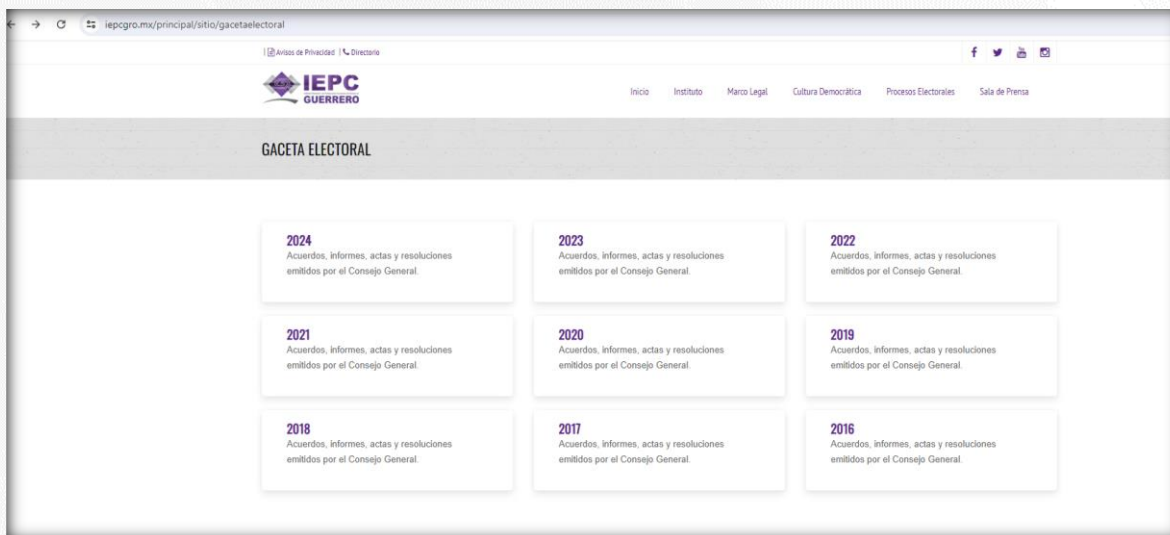 iepcgro.mx/principal/sitio/gacetaelectoral
| Avisos de Privacidad | Directorio
IEPC
GUERRERO
Inicio Instituto Marco Legal Cultura Democrática Procesos Electorales Sala de Prensa
GACETA ELECTORAL
2024
Acuerdos, informes, actas y resoluciones
emitidos por el Consejo General.
2023
Acuerdos, informes, actas y resoluciones
emitidos por el Consejo General.
2022
Acuerdos, informes, actas y resoluciones
emitidos por el Consejo General.
2021
Acuerdos, informes, actas y resoluciones
emitidos por el Consejo General.
2020
Acuerdos, informes, actas y resoluciones
emitidos por el Consejo General.
2019
Acuerdos, informes, actas y resoluciones
emitidos por el Consejo General.
2018
Acuerdos, informes, actas y resoluciones
emitidos por el Consejo General.
2017
Acuerdos, informes, actas y resoluciones
emitidos por el Consejo General.
2016
Acuerdos, informes, actas y resoluciones
emitidos por el Consejo General.